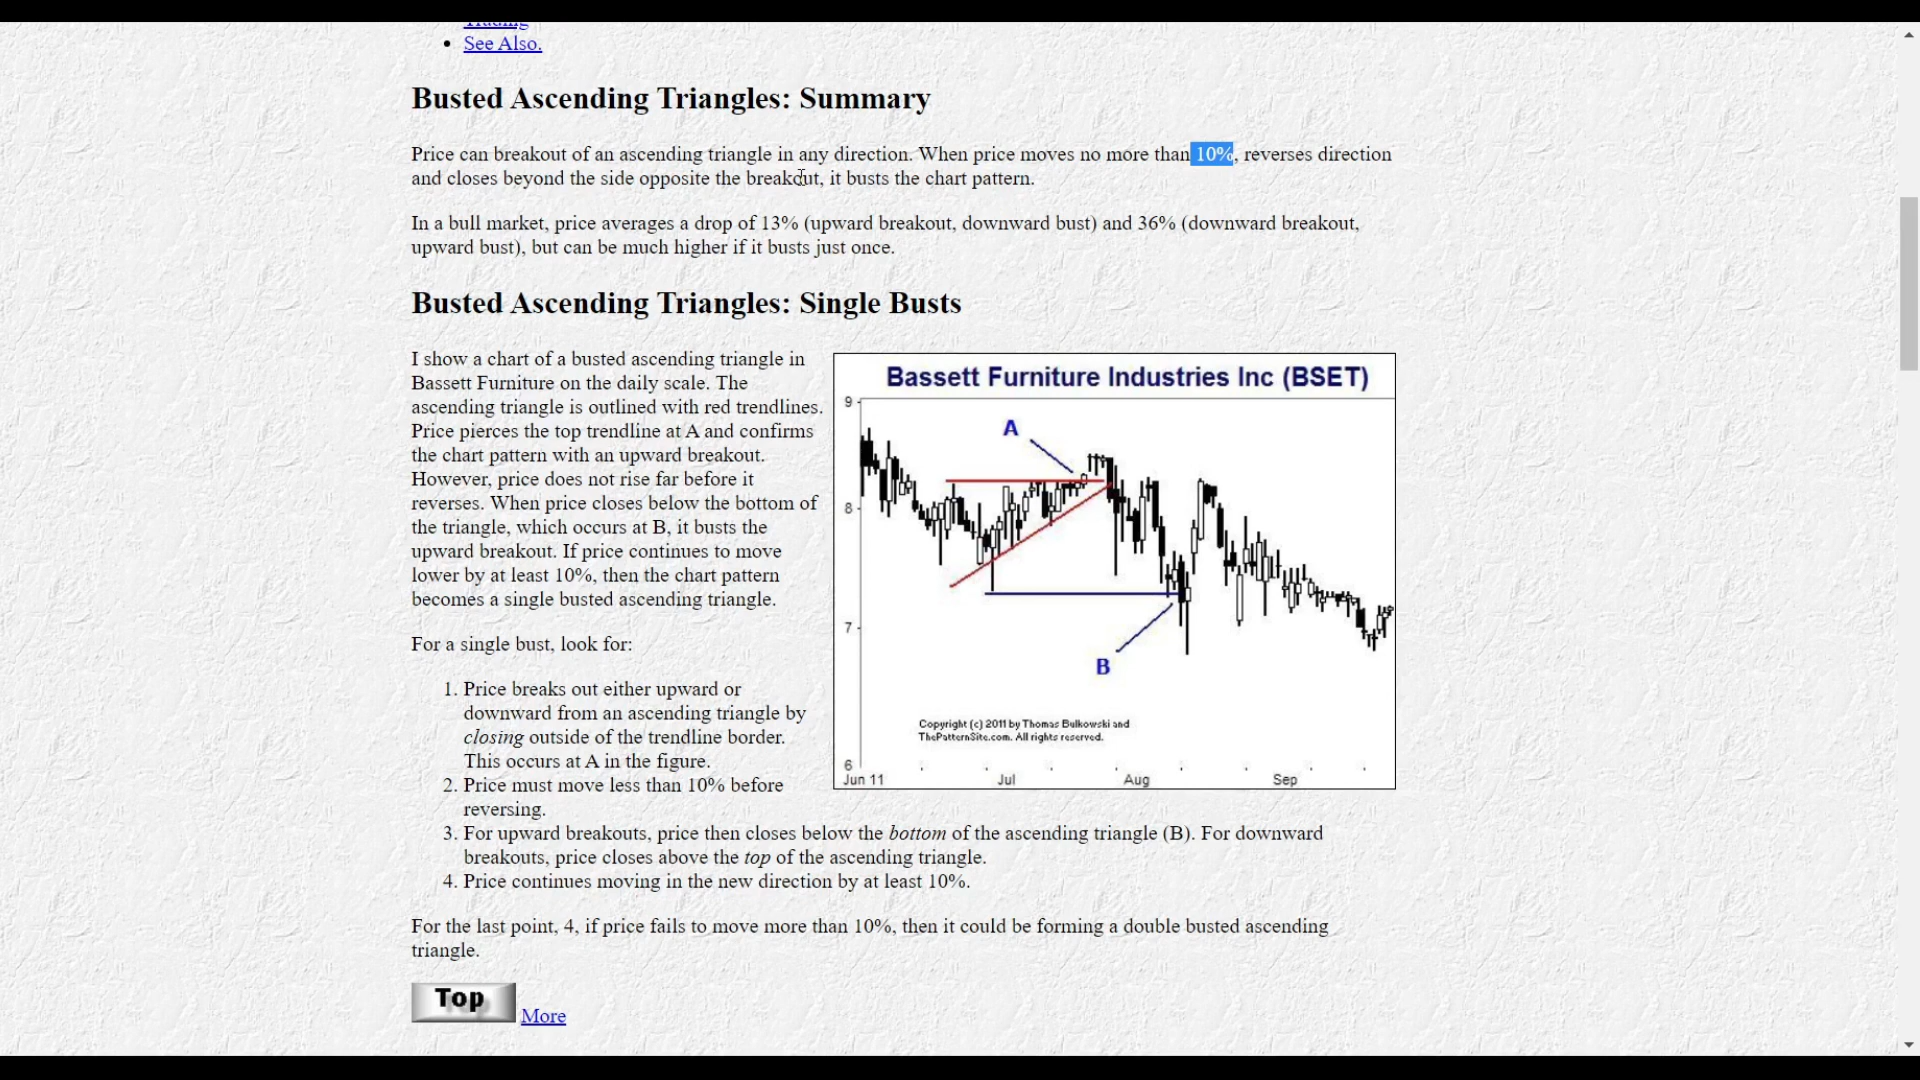 Trading
See Also.
Busted Ascending Triangles: Summary
Price can breakout of an ascending triangle in any direction. When price moves no more than 10%, reverses direction
and closes beyond the side opposite the breakout, it busts the chart pattern.
In a bull market, price averages a drop of 13% (upward breakout, downward bust) and 36% (downward breakout,
upward bust), but can be much higher if it busts just once.
Busted Ascending Triangles: Single Busts
I show a chart of a busted ascending triangle in
Bassett Furniture on the daily scale. The
ascending triangle is outlined with red trendlines.
Price pierces the top trendline at A and confirms
the chart pattern with an upward breakout.
However, price does not rise far before it
reverses. When price closes below the bottom of
the triangle, which occurs at B, it busts the
upward breakout. If price continues to move
lower by at least 10%, then the chart pattern
becomes a single busted ascending triangle.
For a single bust, look for:
1. Price breaks out either upward or
downward from an ascending triangle by
closing outside of the trendline border.
This occurs at A in the figure.
2. Price must move less than 10% before
reversing.
3. For upward breakouts, price then closes below the bottom of the ascending triangle (B). For downward
breakouts, price closes above the top of the ascending triangle.
4. Price continues moving in the new direction by at least 10%.
For the last point, 4, if price fails to move more than 10%, then it could be forming a double busted ascending
triangle.
Top More
Bassett Furniture Industries Inc (BSET)
9
A
8
7
B
Copyright (c) 2011 by Thomas Bulkowski and
ThePatternSite.com. All rights reserved.
6
Jun 11 Jul Aug Sep